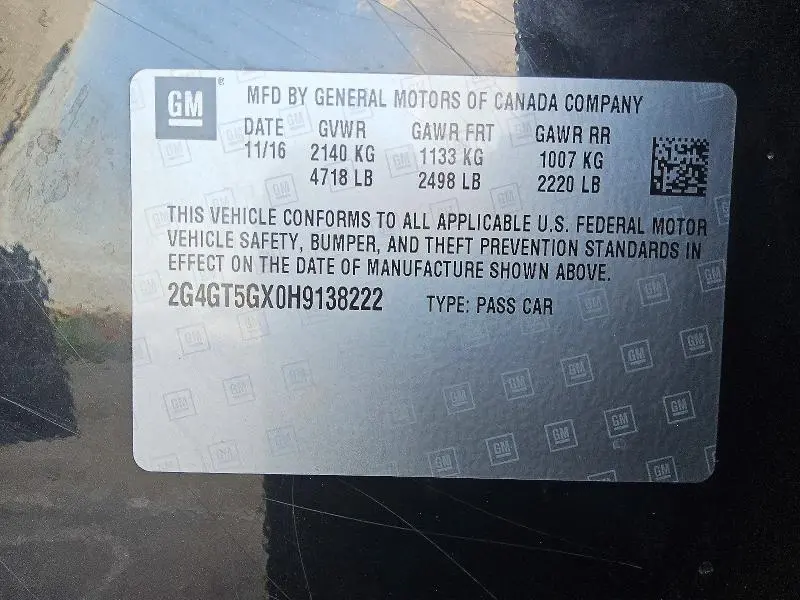 GM® MFD BY GENERAL MOTORS OF CANADA COMPANY
DATE GVWR GAWR FRT GAWR RR
11/16 2140 KG 1133 KG 1007 KG
4718 LB 2498 LB 2220 LB
THIS VEHICLE CONFORMS TO ALL APPLICABLE U.S. FEDERAL MOTOR
VEHICLE SAFETY, BUMPER, AND THEFT PREVENTION STANDARDS IN
EFFECT ON THE DATE OF MANUFACTURE SHOWN ABOVE.
2G4GT5GX0H9138222 TYPE: PASS CAR